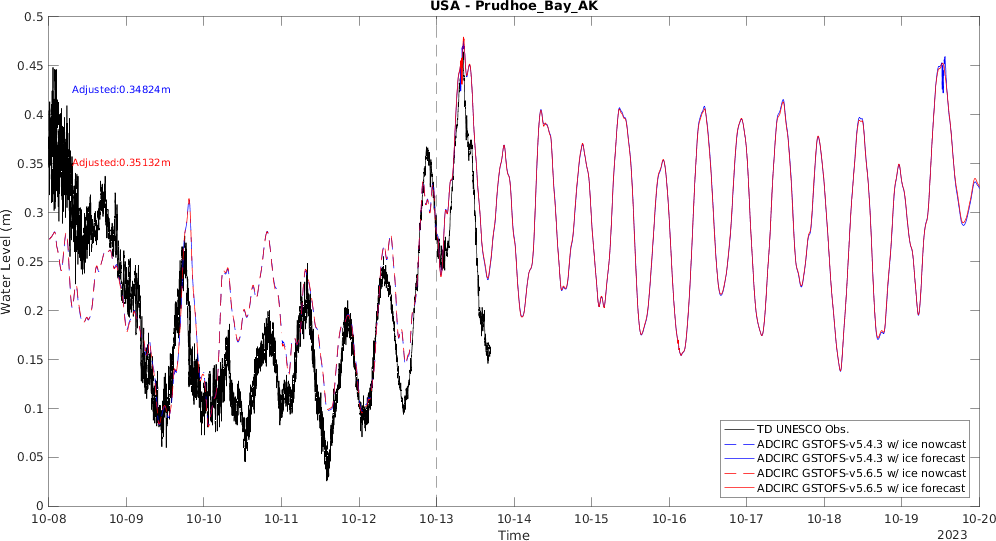 USA - Prudhoe_Bay_AK
0.5
0.45
0.4
0.35
0.3
0.25
0.2
0.15
0.1
0.05
0
Water Level (m)
Adjusted:0.34824m
Adjusted:0.35132m
TD UNESCO Obs.
ADCIRC GSTOFS-v5.4.3 w/ ice nowcast
ADCIRC GSTOFS-v5.4.3 w/ ice forecast
ADCIRC GSTOFS-v5.6.5 w/ ice nowcast
ADCIRC GSTOFS-v5.6.5 w/ ice forecast
10-08 10-09 10-10 10-11 10-12 10-13 10-14 10-15 10-16 10-17 10-18 10-19 10-20
Time
2023